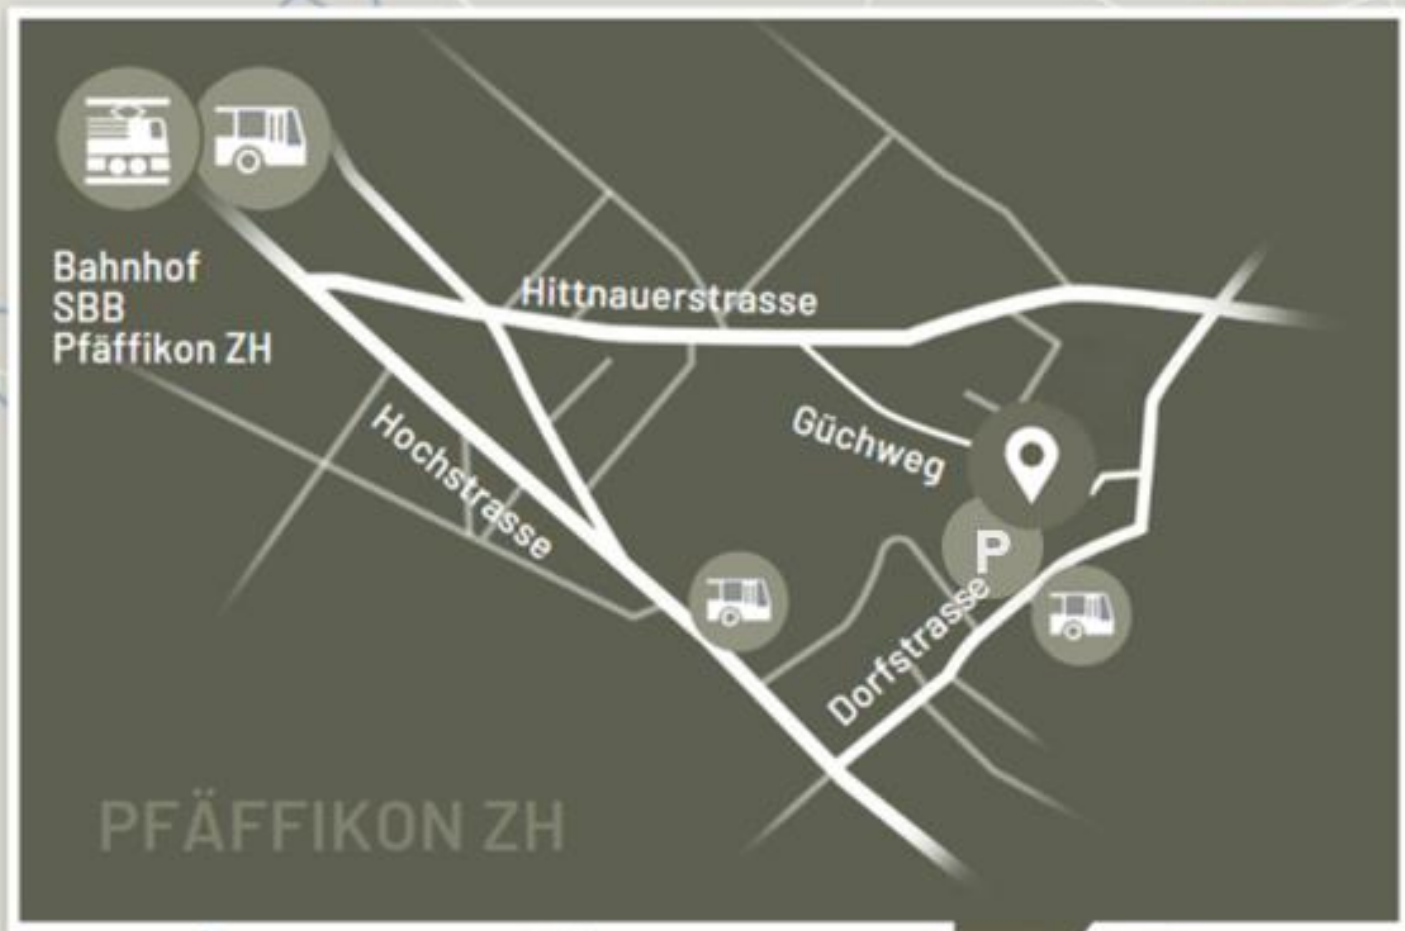 Bahnhof
SBB
Pfäffikon ZH
Hittnauerstrasse
Hochstrasse
Güchweg
P
Dorfstrasse
PFÄFFIKON ZH